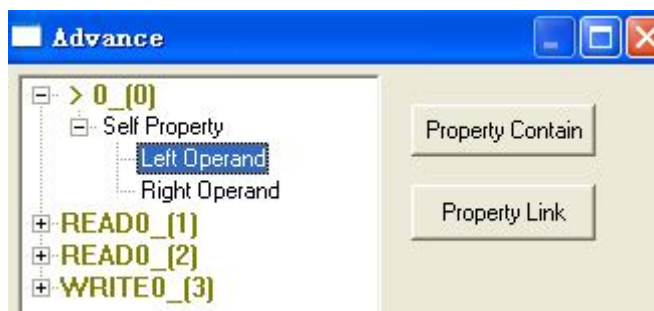 Advance
> 0_(0)
Self Property
Left Operand
Right Operand
READ0_(1)
READ0_(2)
WRITE0_(3)
Property Contain
Property Link